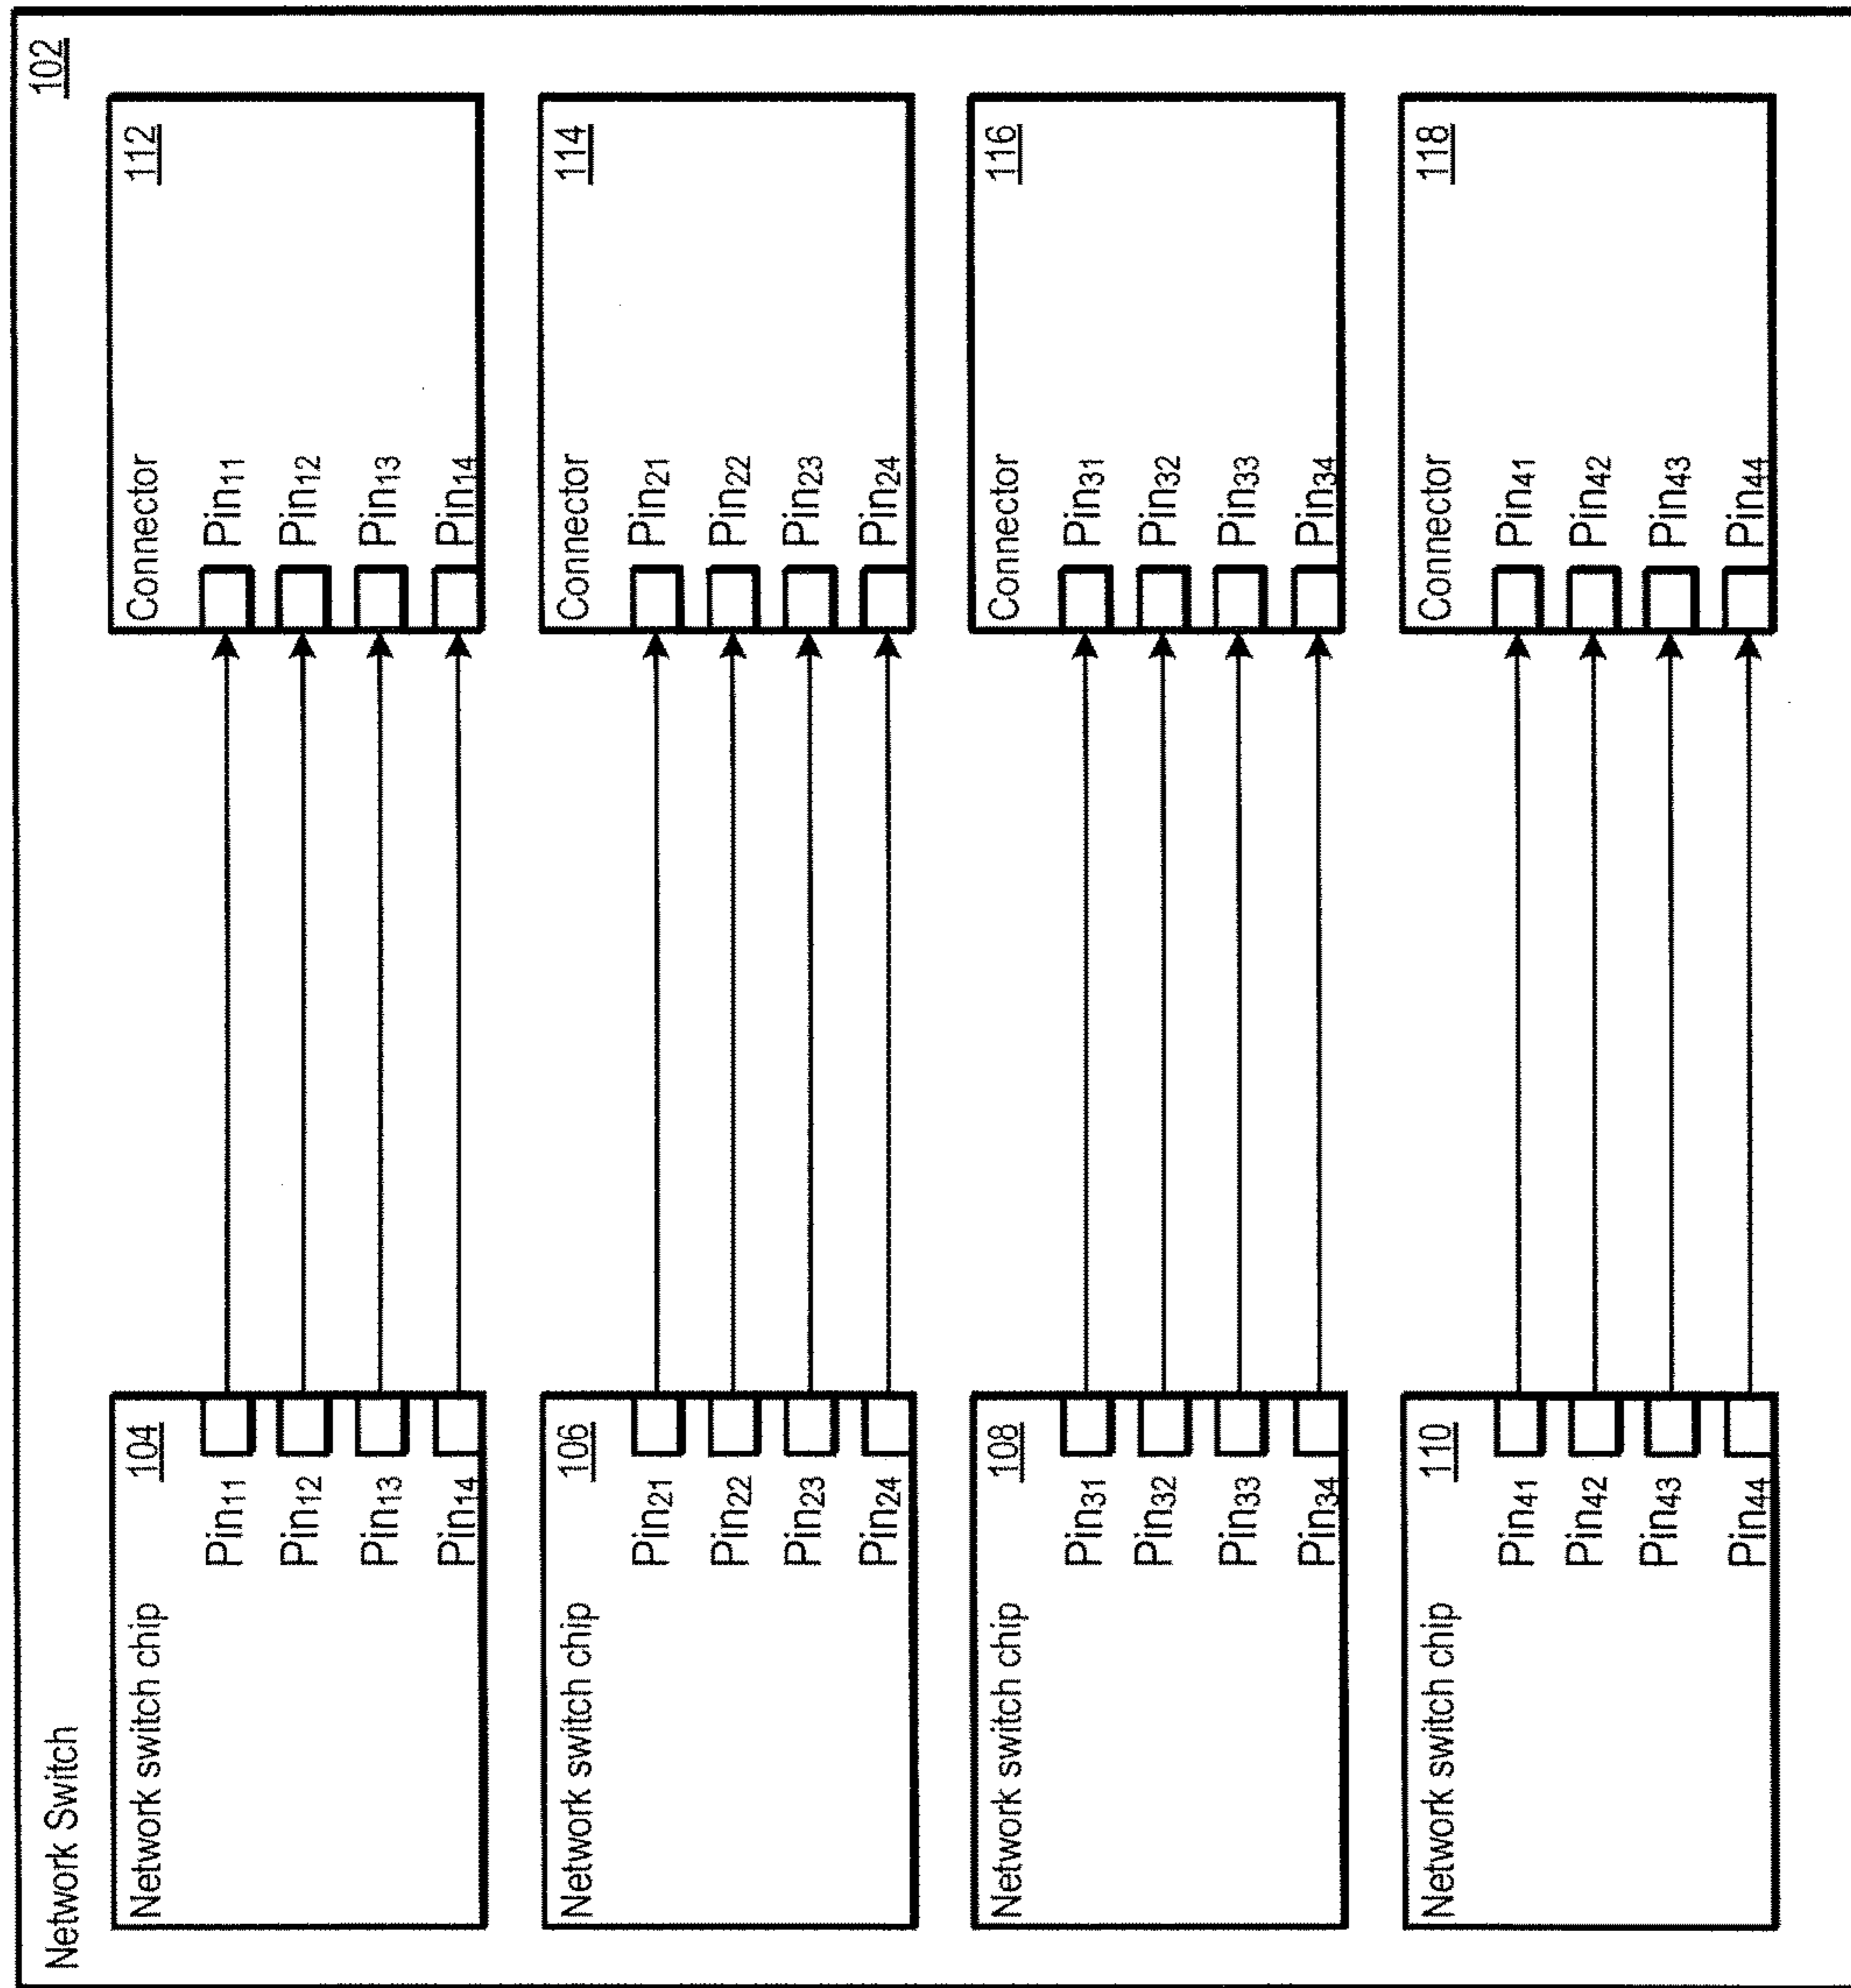 Network Switch
102
Network switch chip
104
Pin11
Pin12
Pin13
Pin14
Connector
112
Pin11
Pin12
Pin13
Pin14
Network switch chip
106
Pin21
Pin22
Pin23
Pin24
Connector
114
Pin21
Pin22
Pin23
Pin24
Network switch chip
108
Pin31
Pin32
Pin33
Pin34
Connector
116
Pin31
Pin32
Pin33
Pin34
Network switch chip
110
Pin41
Pin42
Pin43
Pin44
Connector
118
Pin41
Pin42
Pin43
Pin44